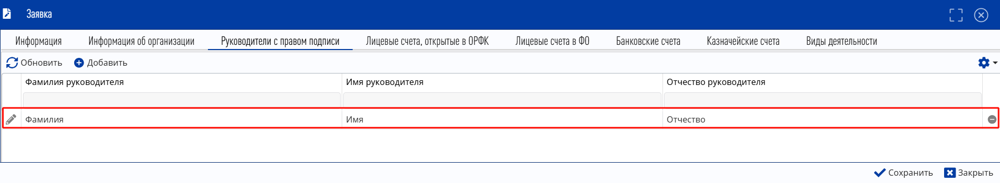 Заявка
Информация Информация об организации Руководители с правом подписи Лицевые счета, открытые в ОРФК Лицевые счета в ФО Банковские счета Казначейские счета Виды деятельности
Обновить Добавить
Фамилия руководителя Имя руководителя Отчество руководителя
Фамилия Имя Отчество
Сохранить Закрыть